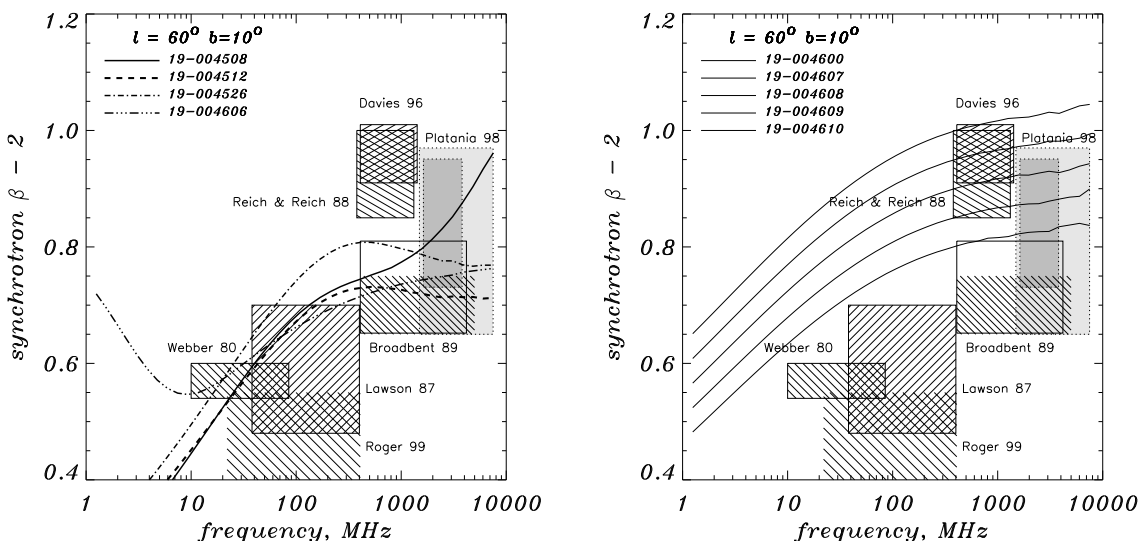 l = 60° b=10°
19-004508
19-004512
19-004526
19-004606
Davies 96
Platania 98
Reich & Reich 88
Webber 80
Broadbent 89
Lawson 87
Roger 99
synchrotron β - 2
1.2
1.0
0.8
0.6
0.4
1
10
100
1000
10000
frequency, MHz
l = 60° b=10°
19-004600
19-004607
19-004608
19-004609
19-004610
Davies 96
Platania 98
Reich & Reich 88
Webber 80
Broadbent 89
Lawson 87
Roger 99
synchrotron β - 2
1.2
1.0
0.8
0.6
0.4
1
10
100
1000
10000
frequency, MHz